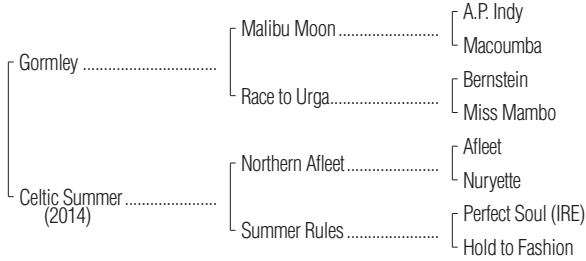 A.P. Indy
Malibu Moon
Macoumba
Gormley
Bernstein
Race to Urga
Miss Mambo
Afleet
Northern Afleet
Nuryette
Celtic Summer
(2014)
Perfect Soul (IRE)
Summer Rules
Hold to Fashion